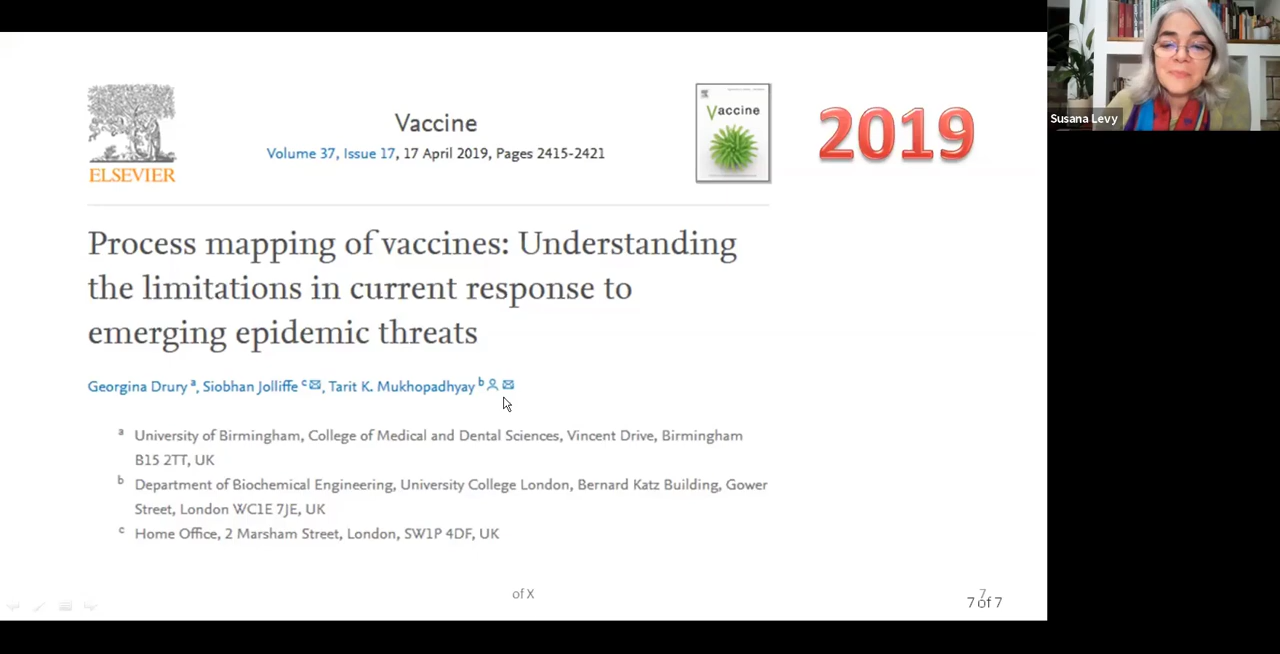 ELSEVIER
Vaccine
Volume 37, Issue 17, 17 April 2019, Pages 2415-2421
Vaccine
2019
Susana Levy
Process mapping of vaccines: Understanding
the limitations in current response to
emerging epidemic threats
Georgina Drury a, Siobhan Jolliffe c, Tarit K. Mukhopadhyay b
a University of Birmingham, College of Medical and Dental Sciences, Vincent Drive, Birmingham
B15 2TT, UK
b Department of Biochemical Engineering, University College London, Bernard Katz Building, Gower
Street, London WC1E 7JE, UK
c Home Office, 2 Marsham Street, London, SW1P 4DF, UK
of X
7
7 of 7